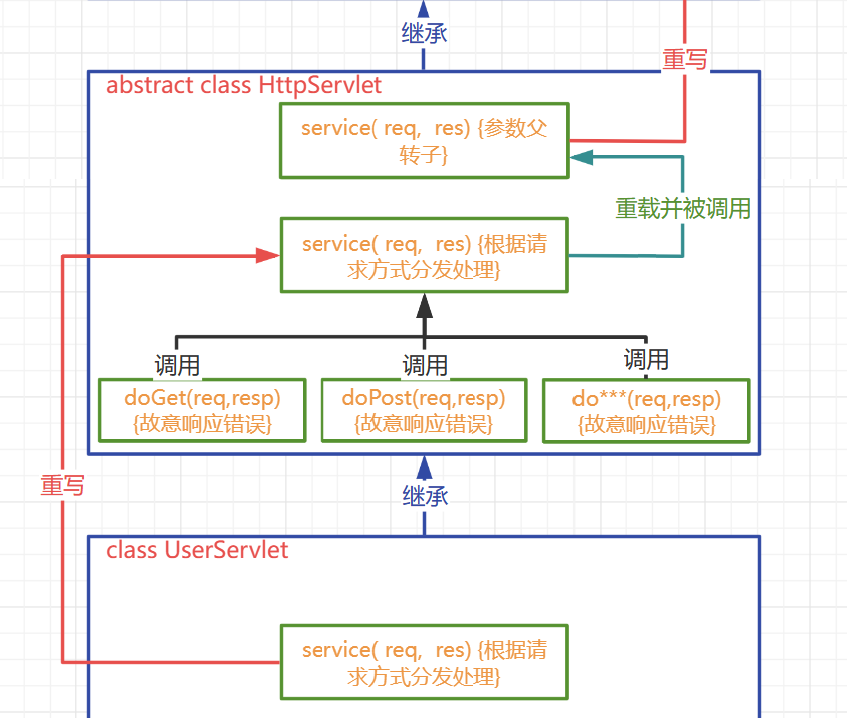 继承
重写
abstract class HttpServlet
service( req,  res) {参数父
转子}
重载并被调用
service( req,  res) {根据请
求方式分发处理}
调用
调用
调用
doGet(req,resp)
{故意响应错误}
doPost(req,resp)
{故意响应错误}
do***(req,resp)
{故意响应错误}
重写
继承
class UserServlet
service( req,  res) {根据请
求方式分发处理}